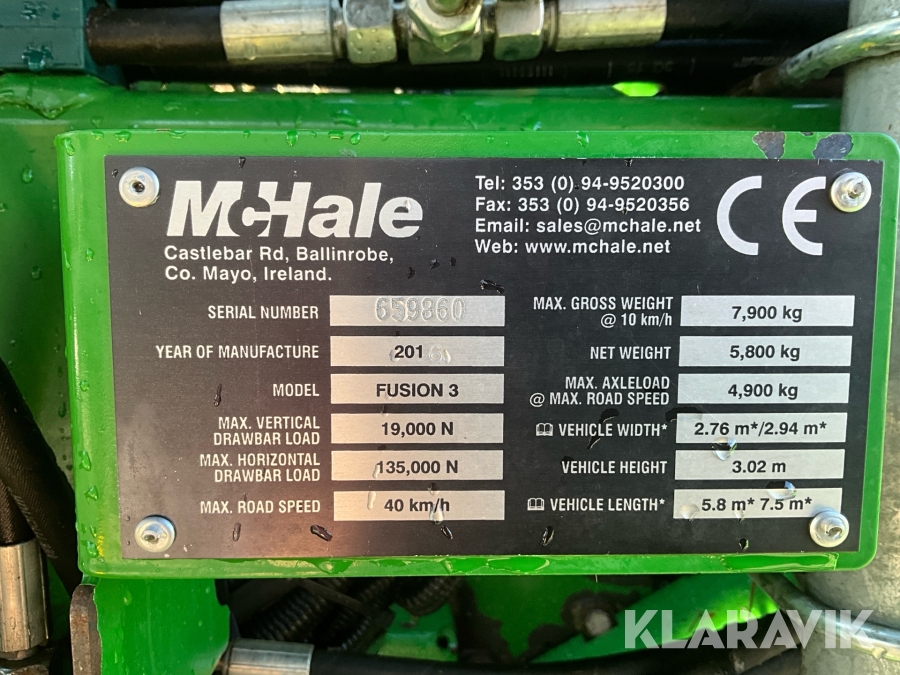 McHale
Castlebar Rd, Ballinrobe,
Co. Mayo, Ireland.
Tel: 353 (0) 94-9520300
Fax: 353 (0) 94-9520356
Email: sales@mchale.net
Web: www.mchale.net
CE
SERIAL NUMBER 659860
YEAR OF MANUFACTURE 2016
MODEL FUSION 3
MAX. VERTICAL
DRAWBAR LOAD 19,000 N
MAX. HORIZONTAL
DRAWBAR LOAD 135,000 N
MAX. ROAD SPEED 40 km/h
MAX. GROSS WEIGHT
@ 10 km/h 7,900 kg
NET WEIGHT 5,800 kg
MAX. AXLELOAD
@ MAX. ROAD SPEED 4,900 kg
VEHICLE WIDTH* 2.76 m*/2.94 m*
VEHICLE HEIGHT 3.02 m
VEHICLE LENGTH* 5.8 m* 7.5 m*
KLARAVIK